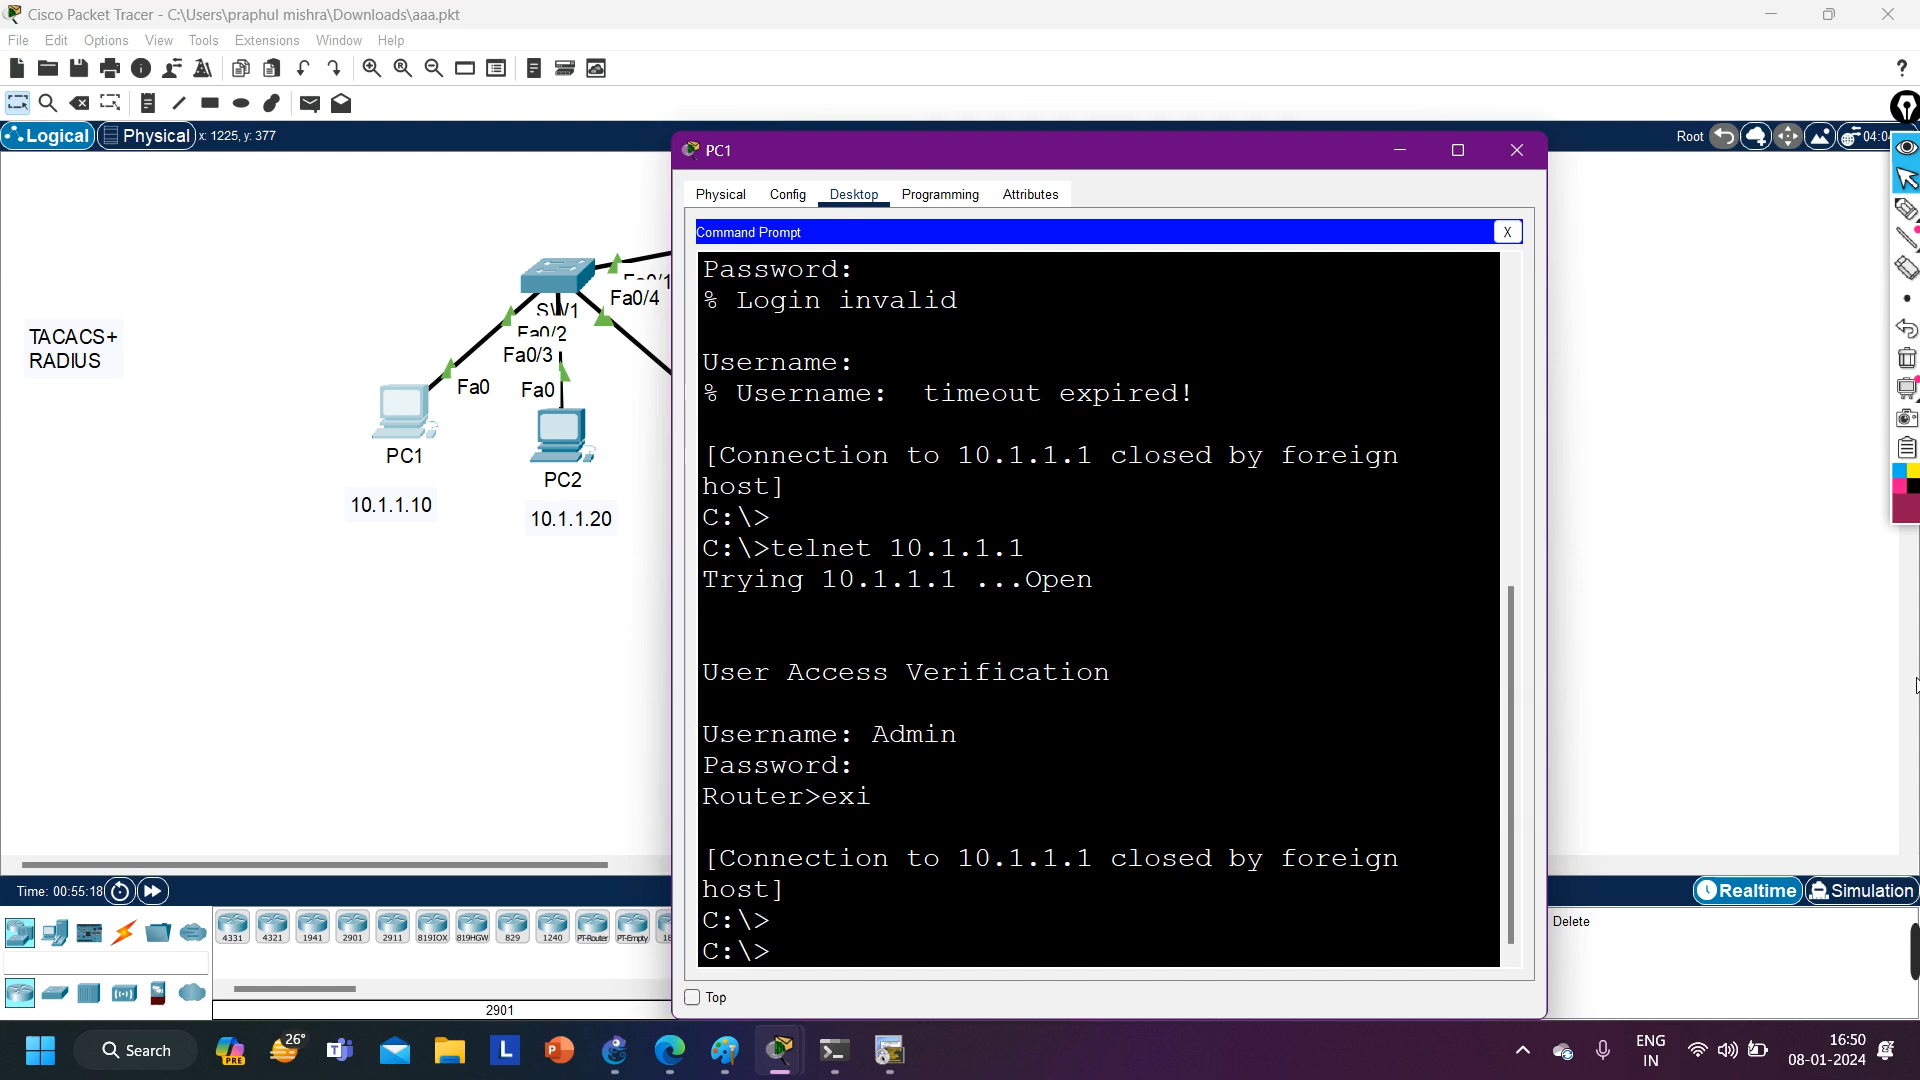 Cisco Packet Tracer - C:\Users\praphul mishra\Downloads\aaa.pkt
File Edit Options View Tools Extensions Window Help
Logical Physical x: 1225, y: 377
Root
PC1
Physical Config Desktop Programming Attributes
Command Prompt
X
Password:
% Login invalid
Username:
% Username:  timeout expired!
[Connection to 10.1.1.1 closed by foreign
host]
C:\>
C:\>telnet 10.1.1.1
Trying 10.1.1.1 ...Open
User Access Verification
Username: Admin
Password:
Router>exi
[Connection to 10.1.1.1 closed by foreign
host]
C:\>
C:\>
Top
TACACS+
RADIUS
SW1
Fa0/4
Fa0/2
Fa0/3
Fa0
Fa0
PC1
PC2
10.1.1.10
10.1.1.20
Time: 00:55:18
Realtime Simulation
4331 4321 1941 2901 2911 819IOX 819HGW 829 1240 PT-Router PT-Empty
Delete
2901
Search
PRE
26°
L
ENG
IN
16:50
08-01-2024